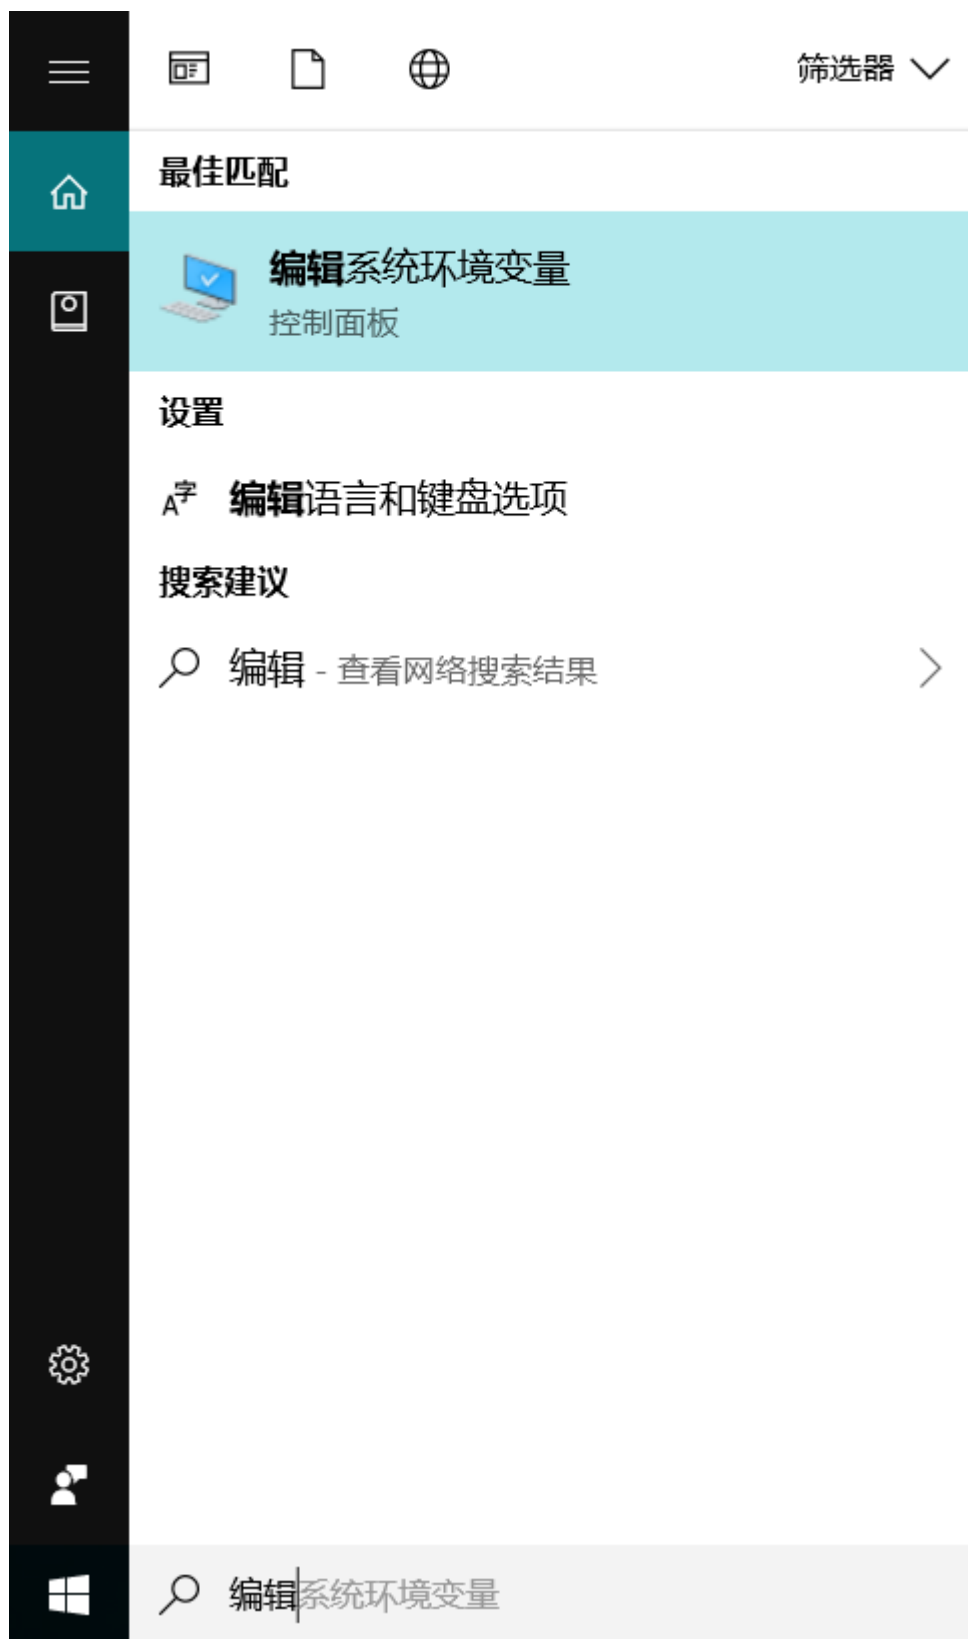 筛选器
最佳匹配
编辑系统环境变量
控制面板
设置
A字 编辑语言和键盘选项
搜索建议
编辑 - 查看网络搜索结果
编辑系统环境变量